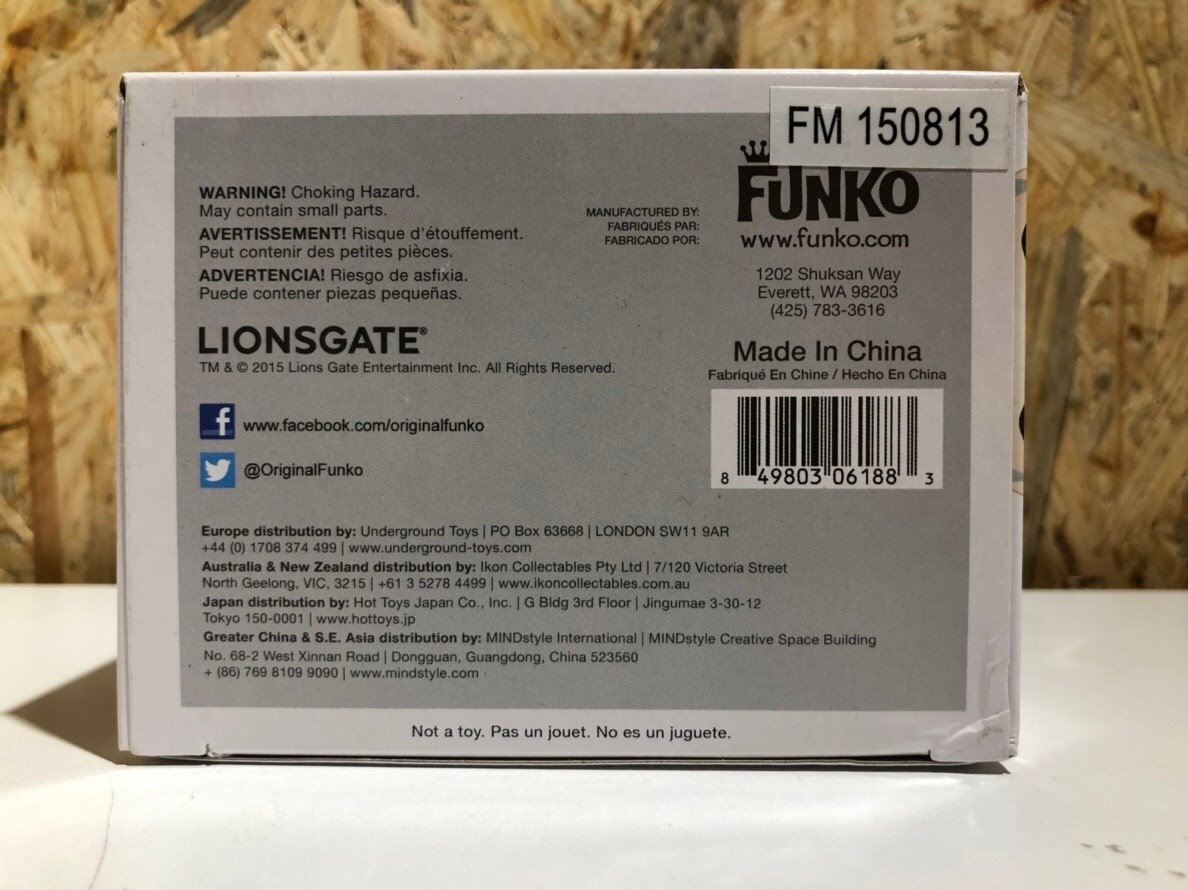 FM 150813
WARNING! Choking Hazard.
May contain small parts.
AVERTISSEMENT! Risque d'étouffement.
Peut contenir des petites pièces.
ADVERTENCIA! Riesgo de asfixia.
Puede contener piezas pequeñas.
MANUFACTURED BY:
FABRIQUÉS PAR:
FABRICADO POR:
FUNKO
www.funko.com
1202 Shuksan Way
Everett, WA 98203
(425) 783-3616
LIONSGATE®
TM & © 2015 Lions Gate Entertainment Inc. All Rights Reserved.
Made In China
Fabriqué En Chine / Hecho En China
f www.facebook.com/originalfunko
@OriginalFunko
8 49803 06188 3
Europe distribution by: Underground Toys | PO Box 63668 | LONDON SW11 9AR
+44 (0) 1708 374 499 | www.underground-toys.com
Australia & New Zealand distribution by: Ikon Collectables Pty Ltd | 7/120 Victoria Street
North Geelong, VIC, 3215 | +61 3 5278 4499 | www.ikoncollectables.com.au
Japan distribution by: Hot Toys Japan Co., Inc. | G Bldg 3rd Floor | Jingumae 3-30-12
Tokyo 150-0001 | www.hottoys.jp
Greater China & S.E. Asia distribution by: MINDstyle International | MINDstyle Creative Space Building
No. 68-2 West Xinnan Road | Dongguan, Guangdong, China 523560
+ (86) 769 8109 9090 | www.mindstyle.com
Not a toy. Pas un jouet. No es un juguete.